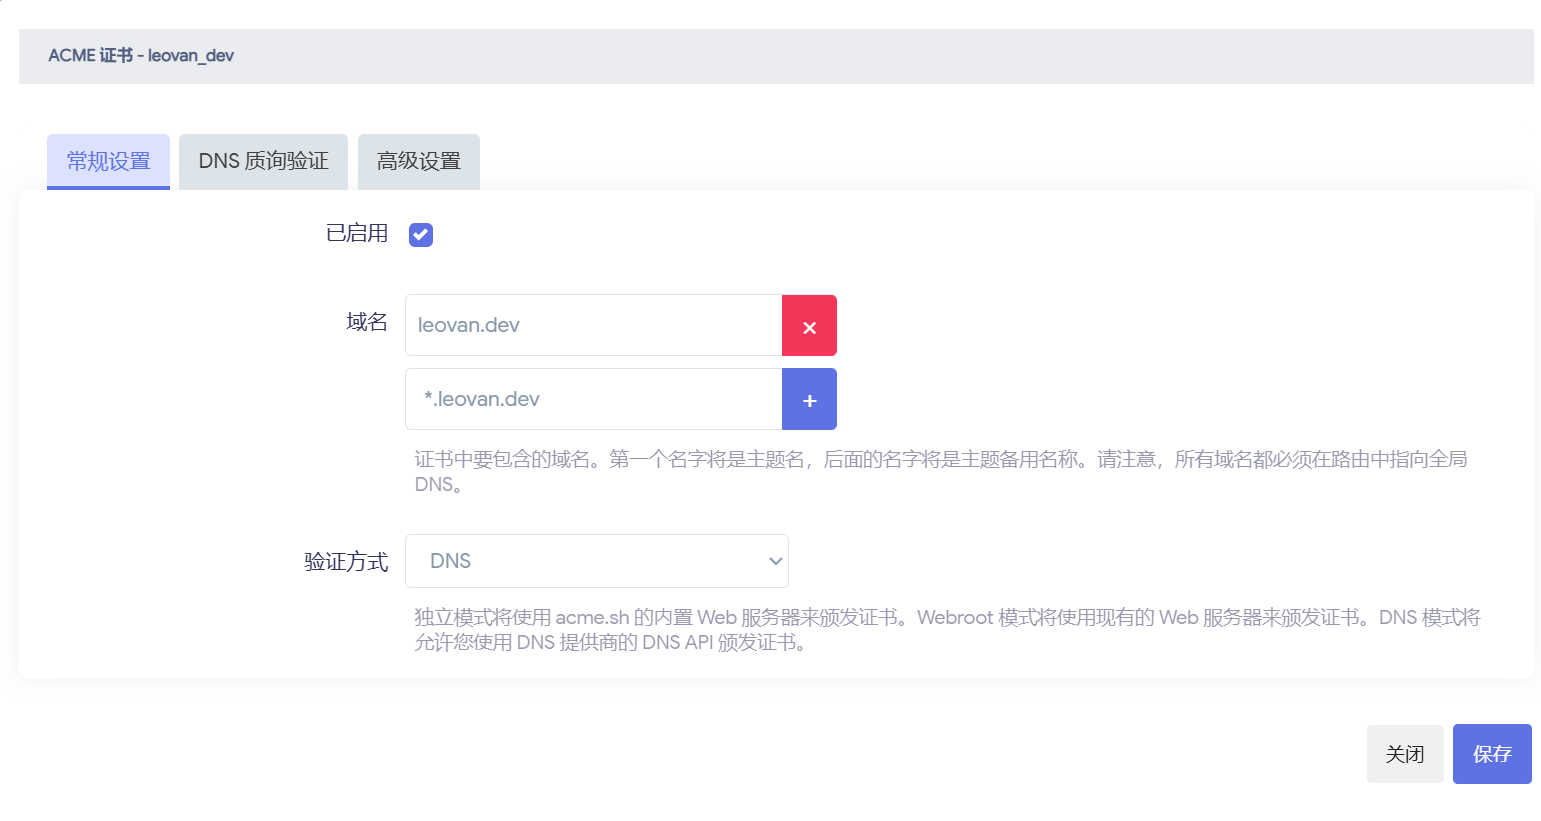 ACME 证书 - leovan_dev
常规设置 DNS 质询验证 高级设置
已启用
域名 leovan.dev
*.leovan.dev
证书中要包含的域名。第一个名字将是主题名，后面的名字将是主题备用名称。请注意，所有域名都必须在路由中指向全局
DNS。
验证方式 DNS
独立模式将使用 acme.sh 的内置 Web 服务器来颁发证书。Webroot 模式将使用现有的 Web 服务器来颁发证书。DNS 模式将
允许您使用 DNS 提供商的 DNS API 颁发证书。
关闭 保存